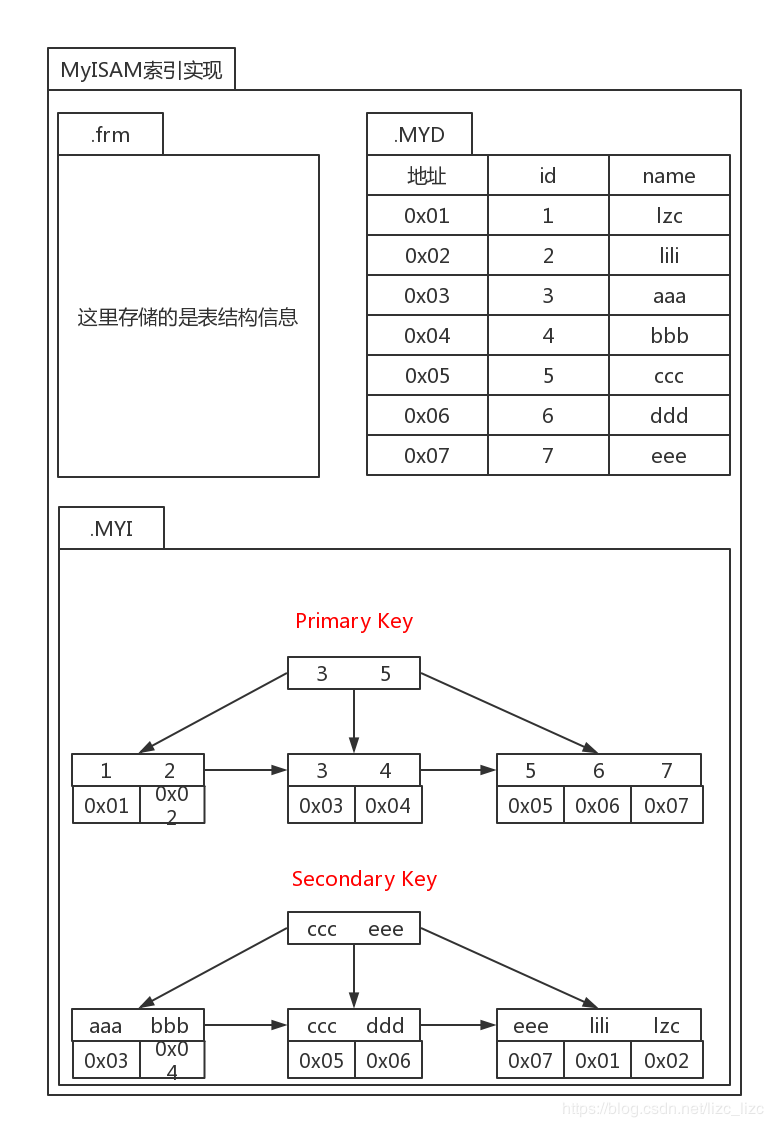 MyISAM索引实现
.frm
这里存储的是表结构信息
.MYD
地址 id name
0x01 1 lzc
0x02 2 lili
0x03 3 aaa
0x04 4 bbb
0x05 5 ccc
0x06 6 ddd
0x07 7 eee
.MYI
Primary Key
3 5
1 2 3 4 5 6 7
0x01 0x0
2 0x03 0x04 0x05 0x06 0x07
Secondary Key
ccc eee
aaa bbb ccc ddd eee lili lzc
0x03 0x0
4 0x05 0x06 0x07 0x01 0x02
https://blog.csdn.net/lizc_lizc